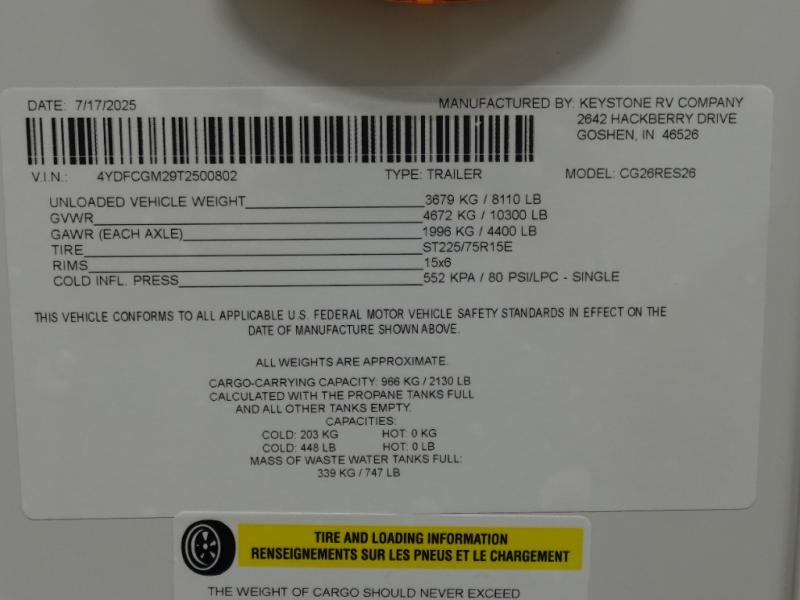 DATE: 7/17/2025
MANUFACTURED BY: KEYSTONE RV COMPANY
2642 HACKBERRY DRIVE
GOSHEN, IN 46526
V.I.N.: 4YDFCGM29T2500802 TYPE: TRAILER MODEL: CG26RES26
UNLOADED VEHICLE WEIGHT 3679 KG / 8110 LB
GVWR 4672 KG / 10300 LB
GAWR (EACH AXLE) 1996 KG / 4400 LB
TIRE ST225/75R15E
RIMS 15x6
COLD INFL. PRESS 552 KPA / 80 PSI/LPC - SINGLE
THIS VEHICLE CONFORMS TO ALL APPLICABLE U.S. FEDERAL MOTOR VEHICLE SAFETY STANDARDS IN EFFECT ON THE
DATE OF MANUFACTURE SHOWN ABOVE.
ALL WEIGHTS ARE APPROXIMATE.
CARGO-CARRYING CAPACITY: 966 KG / 2130 LB
CALCULATED WITH THE PROPANE TANKS FULL
AND ALL OTHER TANKS EMPTY.
CAPACITIES:
COLD: 203 KG HOT: 0 KG
COLD: 448 LB HOT: 0 LB
MASS OF WASTE WATER TANKS FULL:
339 KG / 747 LB
TIRE AND LOADING INFORMATION
RENSEIGNEMENTS SUR LES PNEUS ET LE CHARGEMENT
THE WEIGHT OF CARGO SHOULD NEVER EXCEED